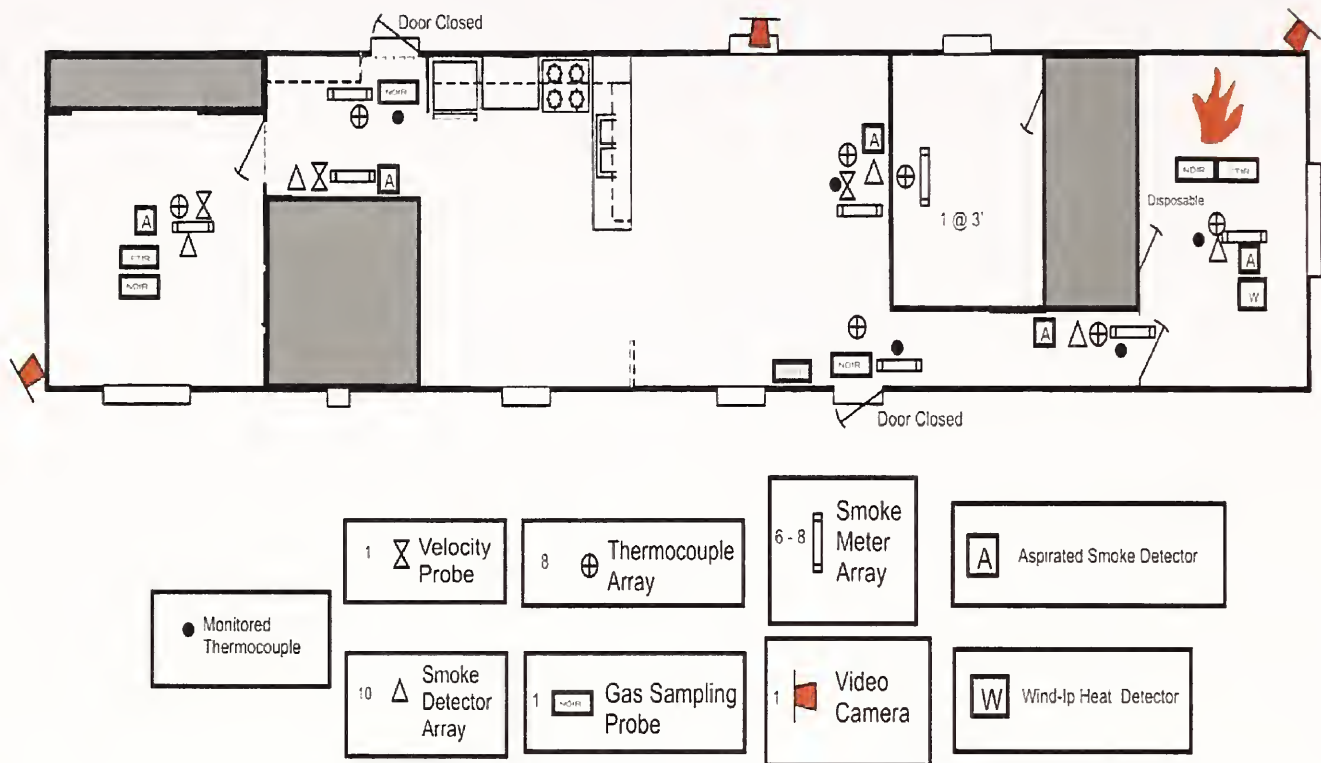 Door Closed
NDIR
A
A
A
1 @ 3'
NDIR
Disposable
A
W
NDIR
A
NDIR
Door Closed
1 Velocity
Probe
8 Thermocouple
Array
6 - 8 Smoke
Meter
Array
A Aspirated Smoke Detector
Monitored
Thermocouple
10 Smoke
Detector
Array
1 NDIR Gas Sampling
Probe
1 Video
Camera
W Wind-Ip Heat Detector